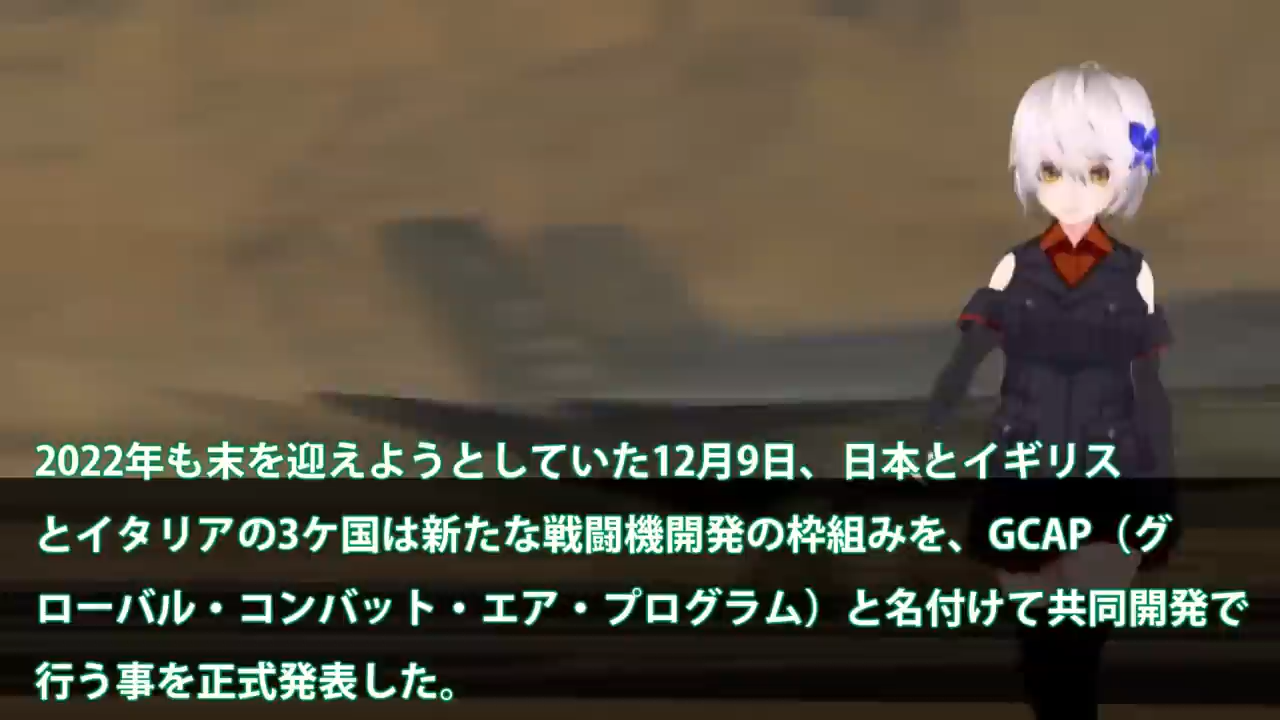 2022年も末を迎えようとしていた12月9日、日本とイギリス
とイタリアの3ケ国は新たな戦闘機開発の枠組みを、GCAP（グ
ローバル・コンバット・エア・プログラム）と名付けて共同開発で
行う事を正式発表した。